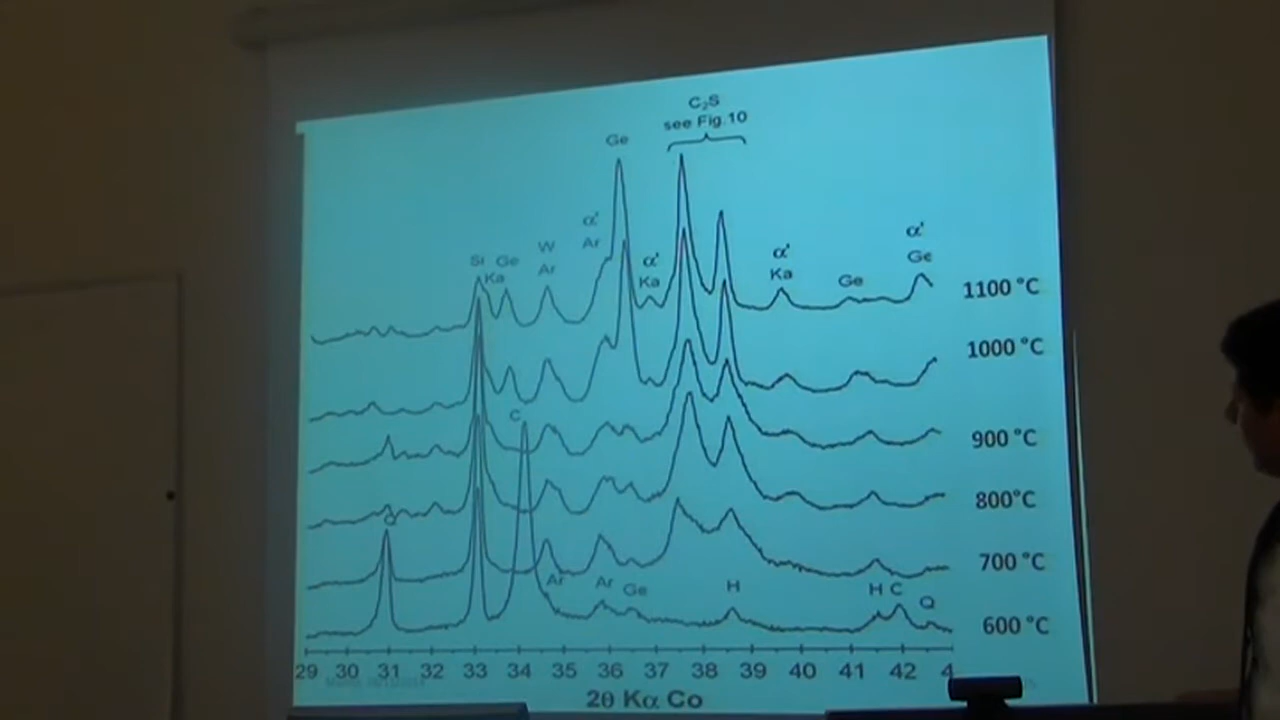 C₂S
see Fig.10
Ge
α'
Ar
W
Ar
Si
Ka
Ge
α'
Ka
α'
Ka
Ge
α'
Ge
1100 °C
1000 °C
C
900 °C
800°C
Q
700 °C
Ar
Ar
Ge
H
H C
Q
600 °C
29 30 31 32 33 34 35 36 37 38 39 40 41 42 4
2θ Kα Co